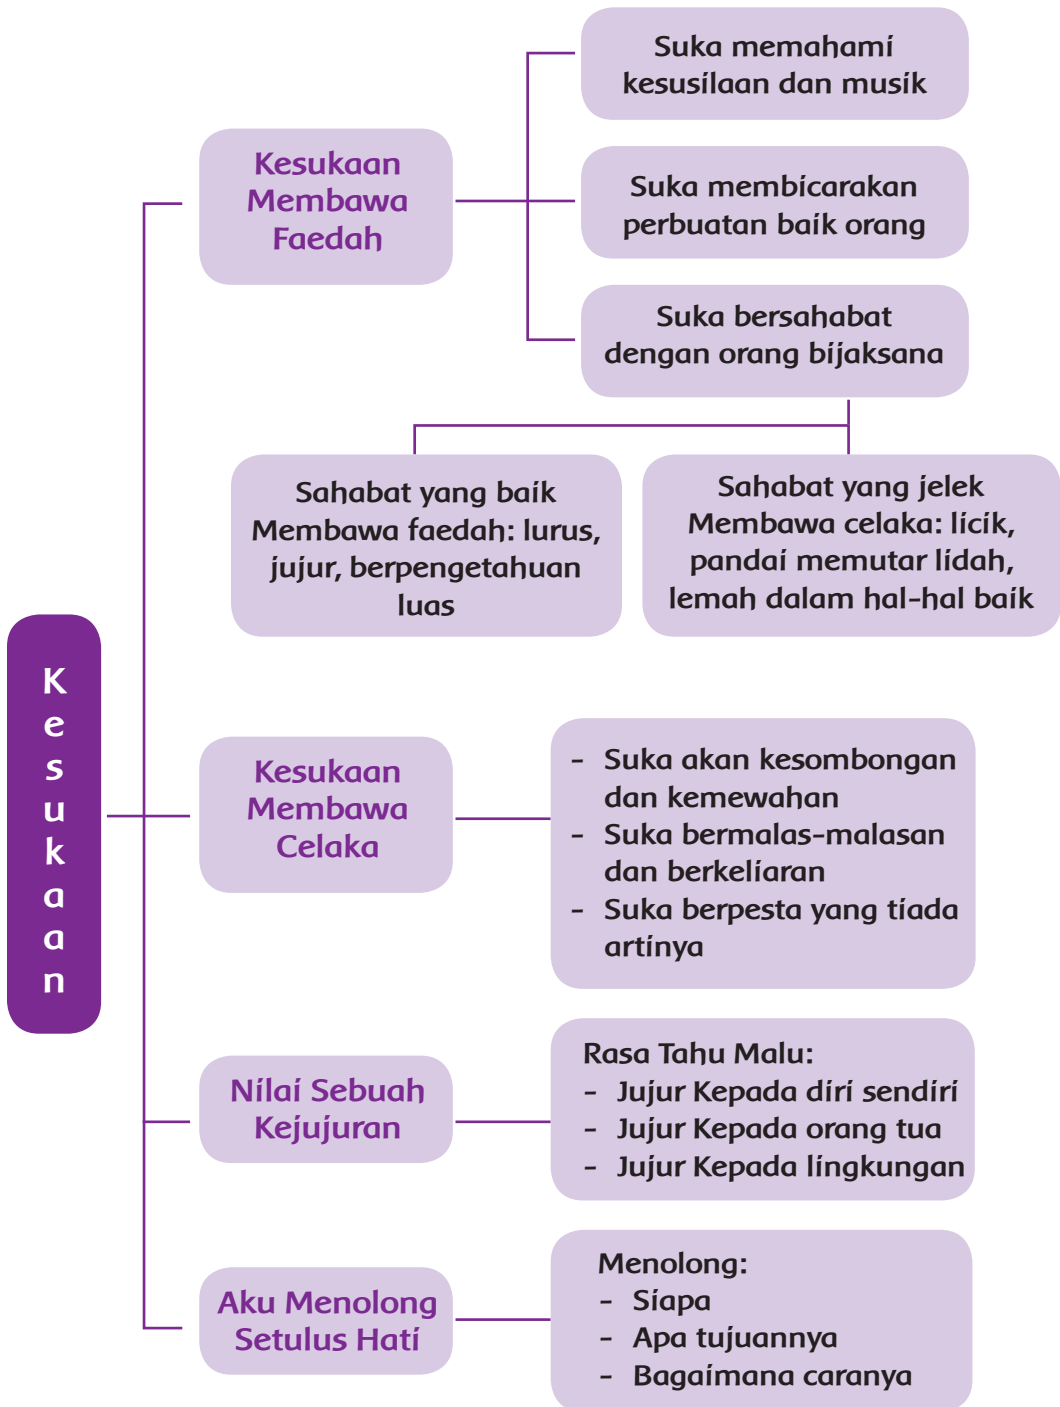 Kesukaan
Kesukaan
Membawa
Faedah
Suka memahami
kesusilaan dan musik
Suka membicarakan
perbuatan baik orang
Suka bersahabat
dengan orang bijaksana
Sahabat yang baik
Membawa faedah: lurus,
jujur, berpengetahuan
luas
Sahabat yang jelek
Membawa celaka: licik,
pandai memutar lidah,
lemah dalam hal-hal baik
Kesukaan
Membawa
Celaka
- Suka akan kesombongan
dan kemewahan
- Suka bermalas-malasan
dan berkeliaran
- Suka berpesta yang tiada
artinya
Nilai Sebuah
Kejujuran
Rasa Tahu Malu:
- Jujur Kepada diri sendiri
- Jujur Kepada orang tua
- Jujur Kepada lingkungan
Aku Menolong
Setulus Hati
Menolong:
- Siapa
- Apa tujuannya
- Bagaimana caranya